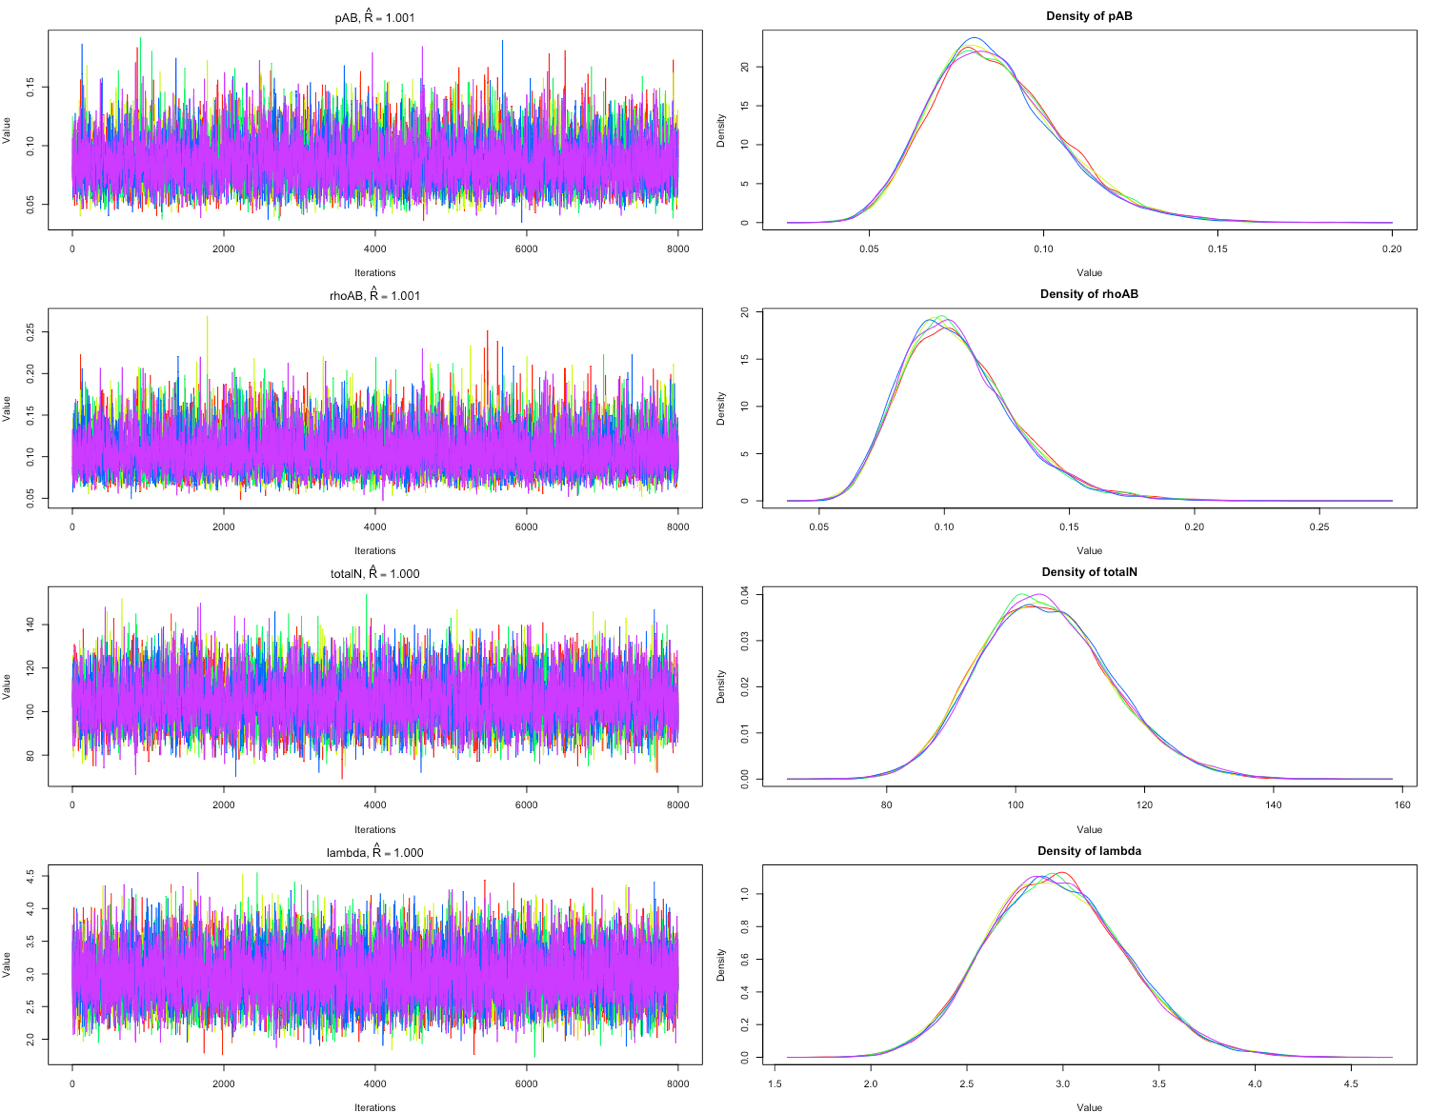 pAB, R̂ = 1.001
Value
0.05 0.10 0.15
0 2000 4000 6000 8000
Iterations
Density of pAB
Density
0 5 10 15 20
0.05 0.10 0.15 0.20
Value
rhoAB, R̂ = 1.001
Value
0.05 0.10 0.15 0.20 0.25
0 2000 4000 6000 8000
Iterations
Density of rhoAB
Density
0 5 10 15 20
0.05 0.10 0.15 0.20 0.25
Value
totalN, R̂ = 1.000
Value
80 100 120 140
0 2000 4000 6000 8000
Iterations
Density of totalN
Density
0.00 0.01 0.02 0.03 0.04
80 100 120 140 160
Value
lambda, R̂ = 1.000
Value
2.0 2.5 3.0 3.5 4.0 4.5
0 2000 4000 6000 8000
Iterations
Density of lambda
Density
0.0 0.2 0.4 0.6 0.8 1.0
1.5 2.0 2.5 3.0 3.5 4.0 4.5
Value